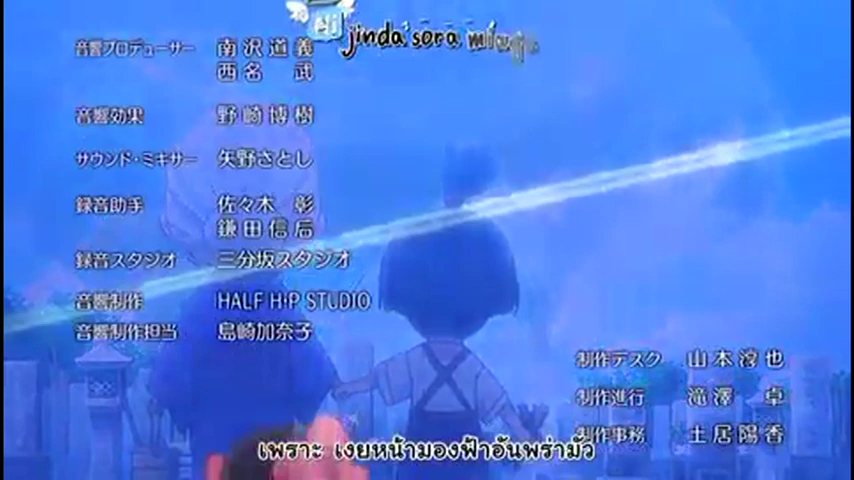 nijinda sora miage
音響プロデューサー 南沢道義
西名 武
音響効果 野崎博樹
サウンド・ミキサー 矢野さとし
録音助手 佐々木 彰
鎌田信后
録音スタジオ 三分坂スタジオ
音響制作 HALF H・P STUDIO
音響制作担当 島崎加奈子
制作デスク 山本淳也
制作進行 滝澤 卓
制作事務 土居陽香
เพราะ เงยหน้ามองฟ้าอันพร่ามัว